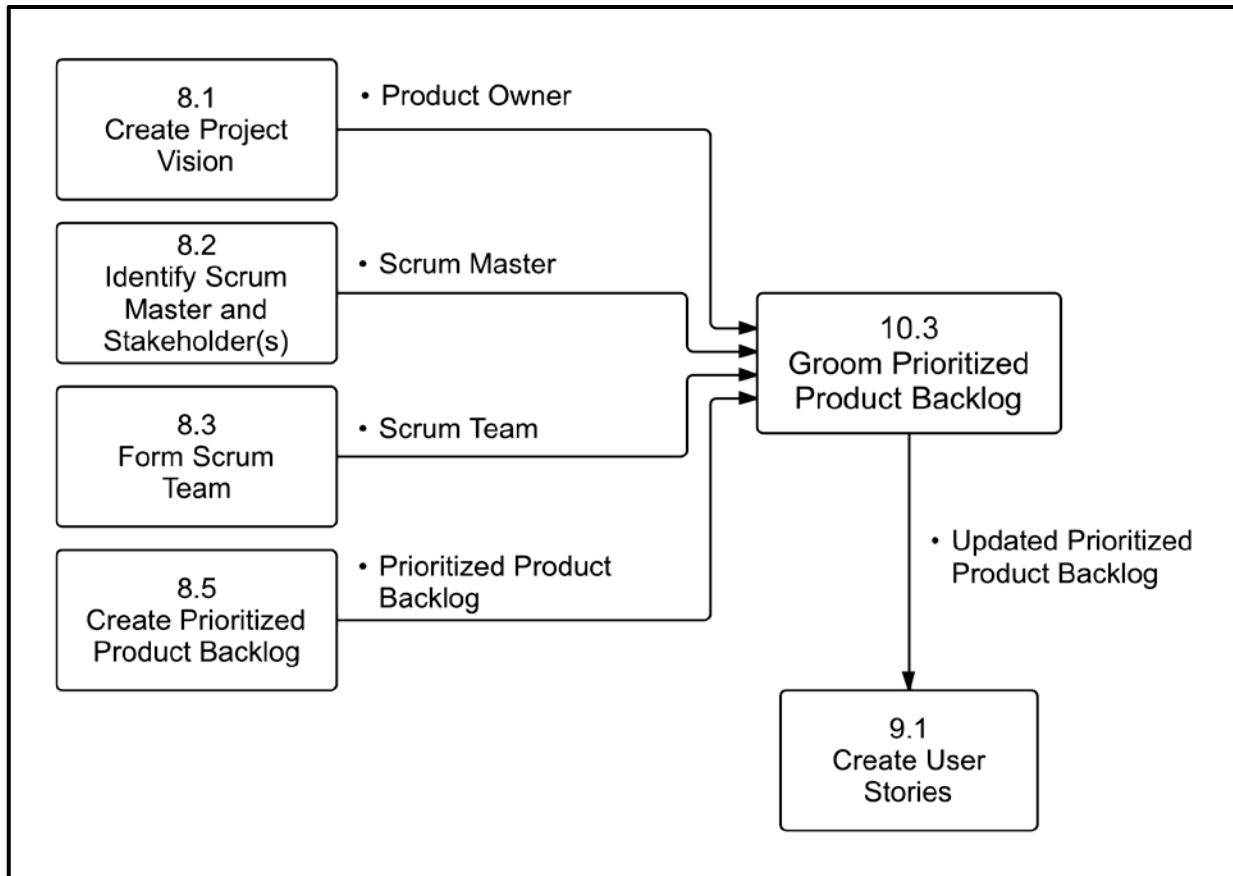 8.1
Create Project
Vision
• Product Owner
8.2
Identify Scrum
Master and
Stakeholder(s)
• Scrum Master
8.3
Form Scrum
Team
• Scrum Team
8.5
Create Prioritized
Product Backlog
• Prioritized Product
Backlog
10.3
Groom Prioritized
Product Backlog
• Updated Prioritized
Product Backlog
9.1
Create User
Stories